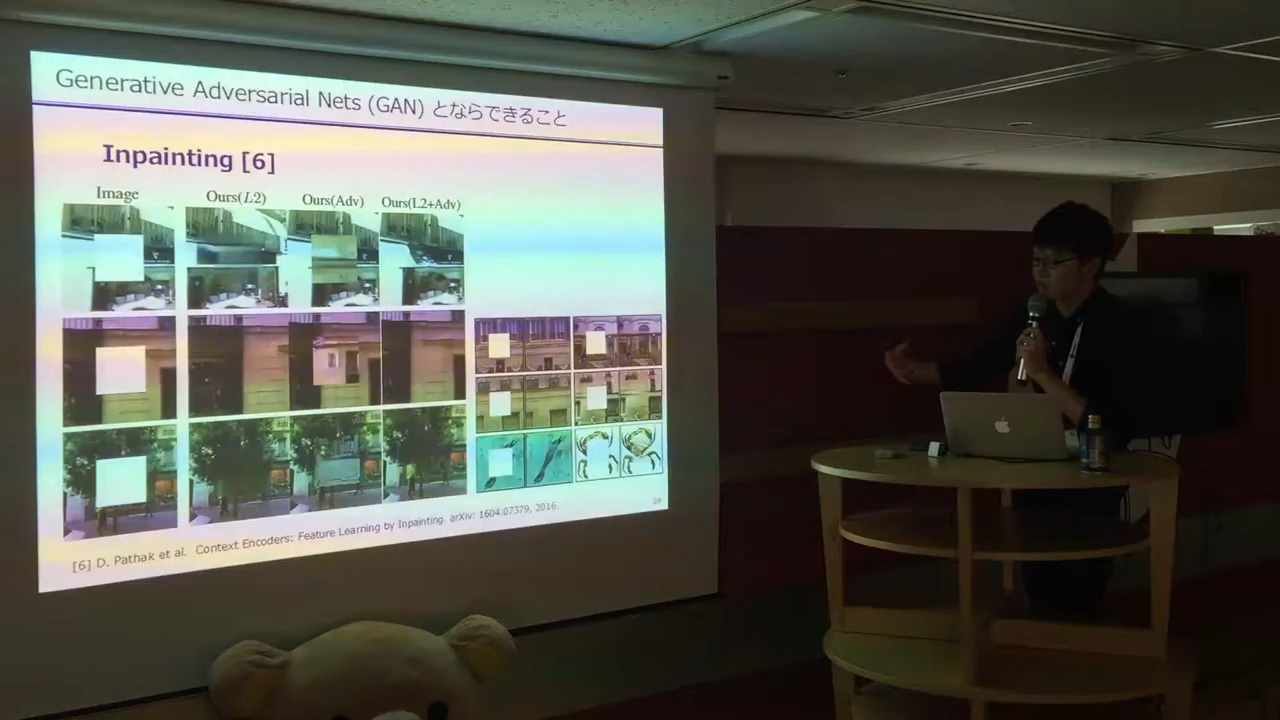 Generative Adversarial Nets (GAN) とならできること
Inpainting [6]
Image Ours(L2) Ours(Adv) Ours(L2+Adv)
29
[6] D. Pathak et al. Context Encoders: Feature Learning by Inpainting. arXiv: 1604.07379, 2016.